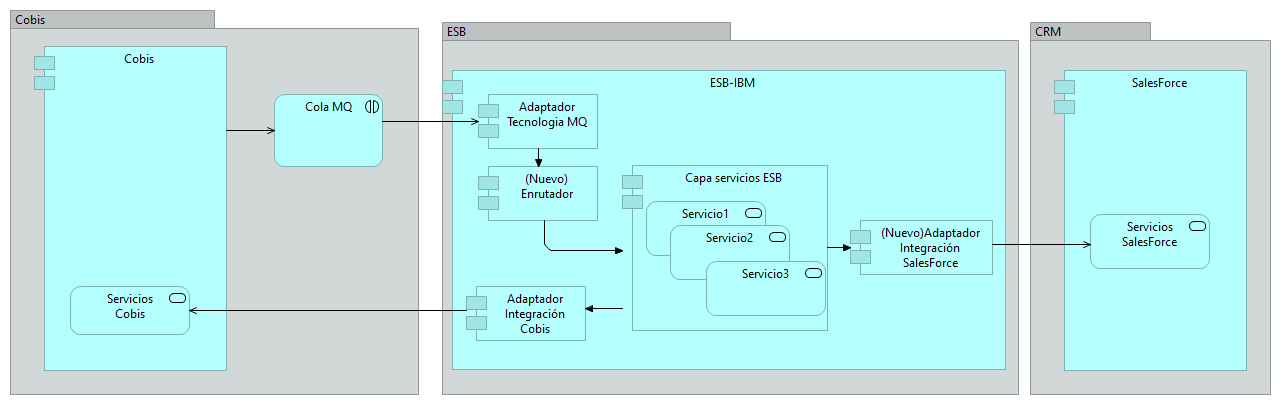 Cobis
Cobis
Cola MQ
Servicios
Cobis
ESB
ESB-IBM
Adaptador
Tecnologia MQ
(Nuevo)
Enrutador
Capa servicios ESB
Servicio1
Servicio2
Servicio3
(Nuevo)Adaptador
Integración
SalesForce
Adaptador
Integración
Cobis
CRM
SalesForce
Servicios
SalesForce